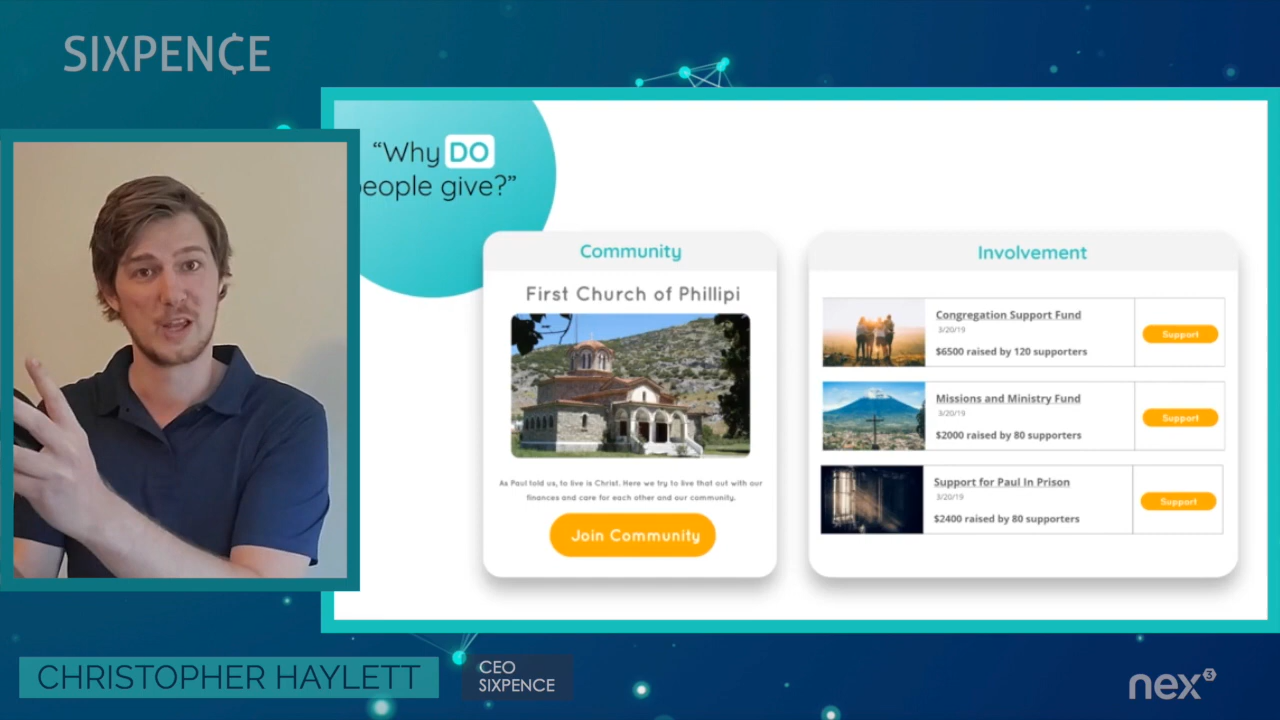 SIXPEN₵E
“Why DO
people give?”
Community
First Church of Phillipi
As Paul told us, to live is Christ. Here we try to live that out with our
finances and care for each other and our community.
Join Community
Involvement
Congregation Support Fund
3/20/19
$6500 raised by 120 supporters
Support
Missions and Ministry Fund
3/20/19
$2000 raised by 80 supporters
Support
Support for Paul In Prison
3/20/19
$2400 raised by 80 supporters
Support
CHRISTOPHER HAYLETT
CEO
SIXPENCE
nex3